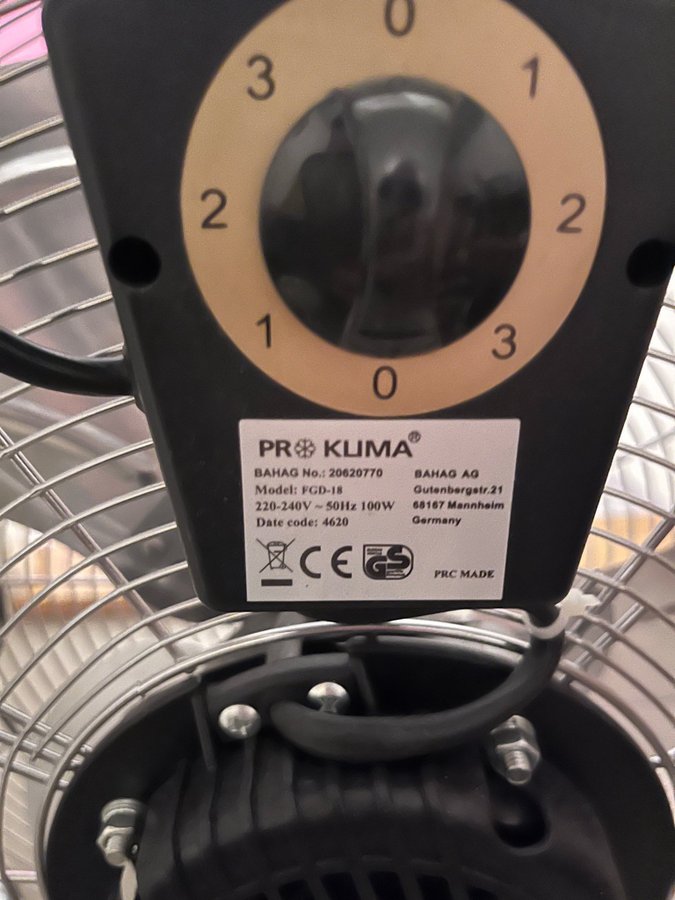 0
3 1
2 2
1 3
0
PRO KLIMA®
BAHAG No.: 20620770
Model: FGD-18
220-240V ~ 50Hz 100W
Date code: 4620
BAHAG AG
Gutenbergstr.21
68167 Mannheim
Germany
CE GS
PRC MADE